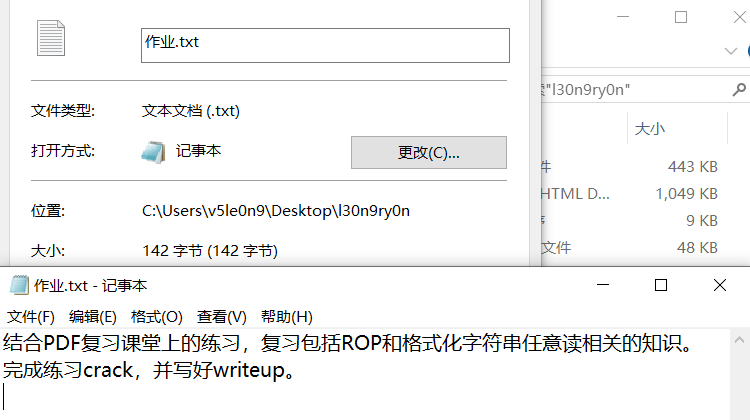 作业.txt
文件类型:
文本文档 (.txt)
打开方式:
记事本
更改(C)...
位置:
C:\Users\v5le0n9\Desktop\l30n9ry0n
大小:
142 字节 (142 字节)
"l30n9ry0n"
大小
件
443 KB
HTML D...
1,049 KB
9 KB
文件
48 KB
作业.txt - 记事本
文件(F) 编辑(E) 格式(O) 查看(V) 帮助(H)
结合PDF复习课堂上的练习，复习包括ROP和格式化字符串任意读相关的知识。
完成练习crack，并写好writeup。